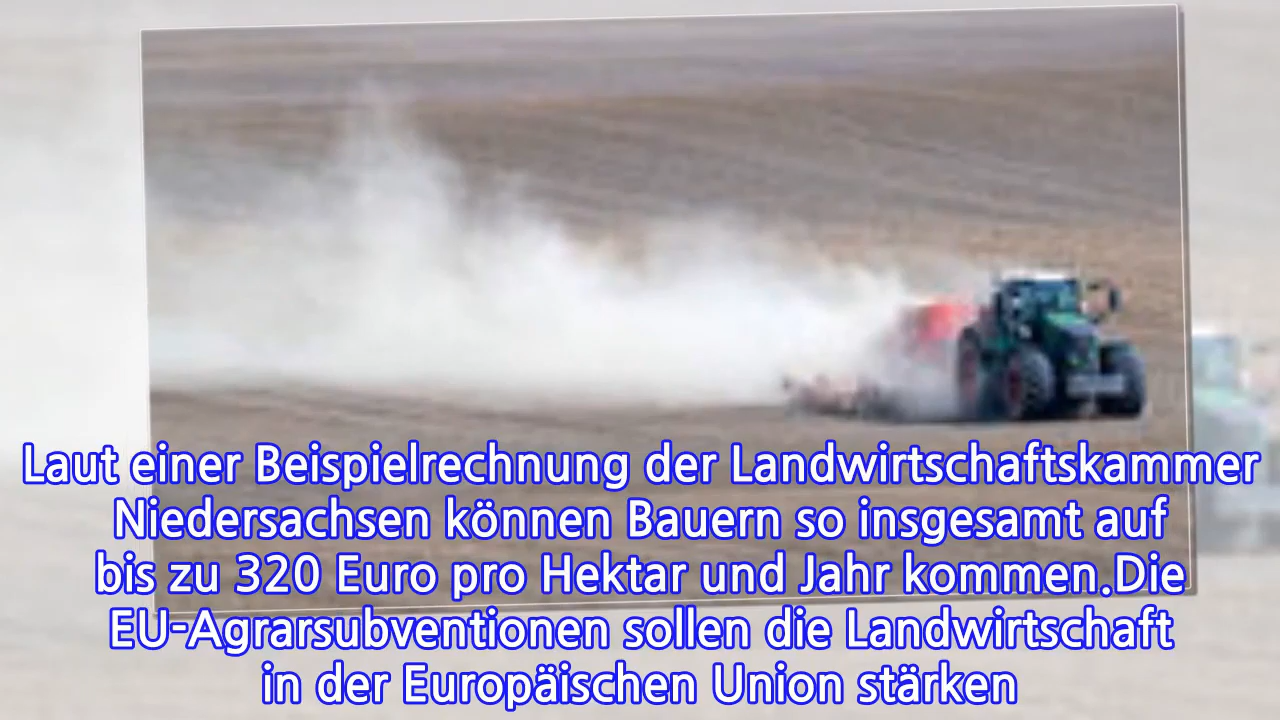 Laut einer Beispielrechnung der Landwirtschaftskammer
Niedersachsen können Bauern so insgesamt auf
bis zu 320 Euro pro Hektar und Jahr kommen.Die
EU-Agrarsubventionen sollen die Landwirtschaft
in der Europäischen Union stärken